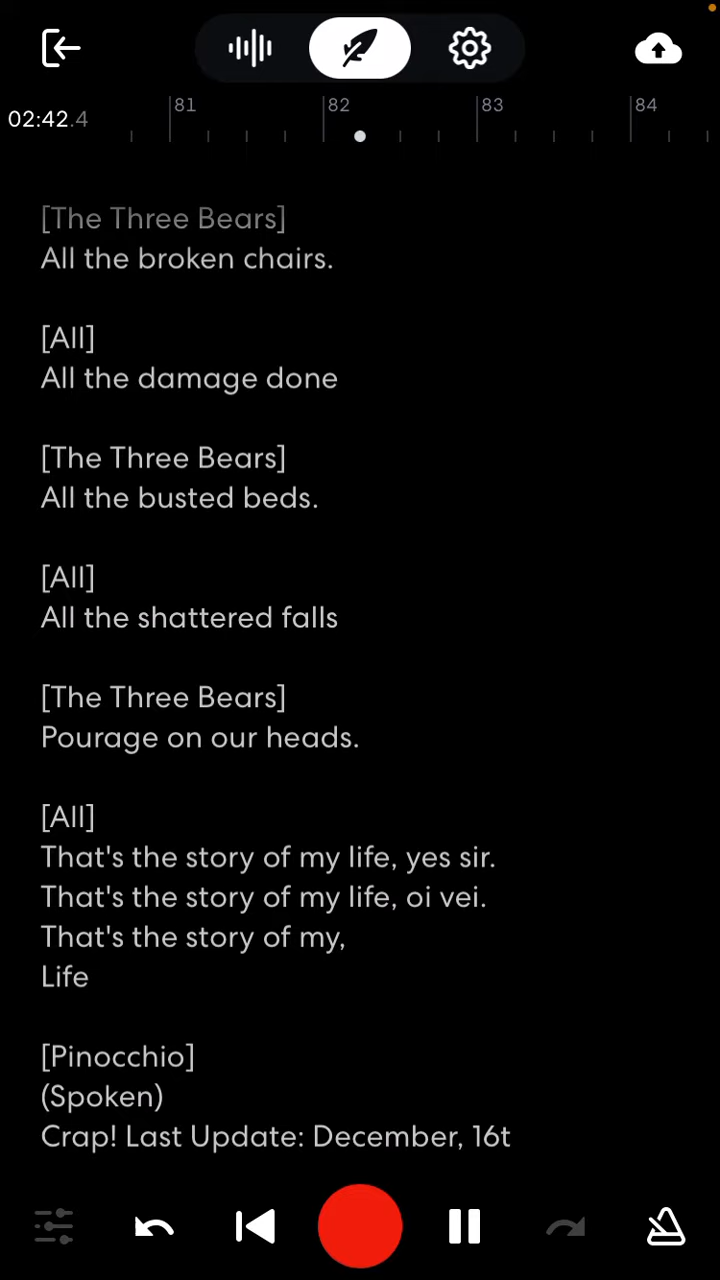 02:42.4
81 82 83 84
[The Three Bears]
All the broken chairs.
[All]
All the damage done
[The Three Bears]
All the busted beds.
[All]
All the shattered falls
[The Three Bears]
Pourage on our heads.
[All]
That's the story of my life, yes sir.
That's the story of my life, oi vei.
That's the story of my,
Life
[Pinocchio]
(Spoken)
Crap! Last Update: December, 16t